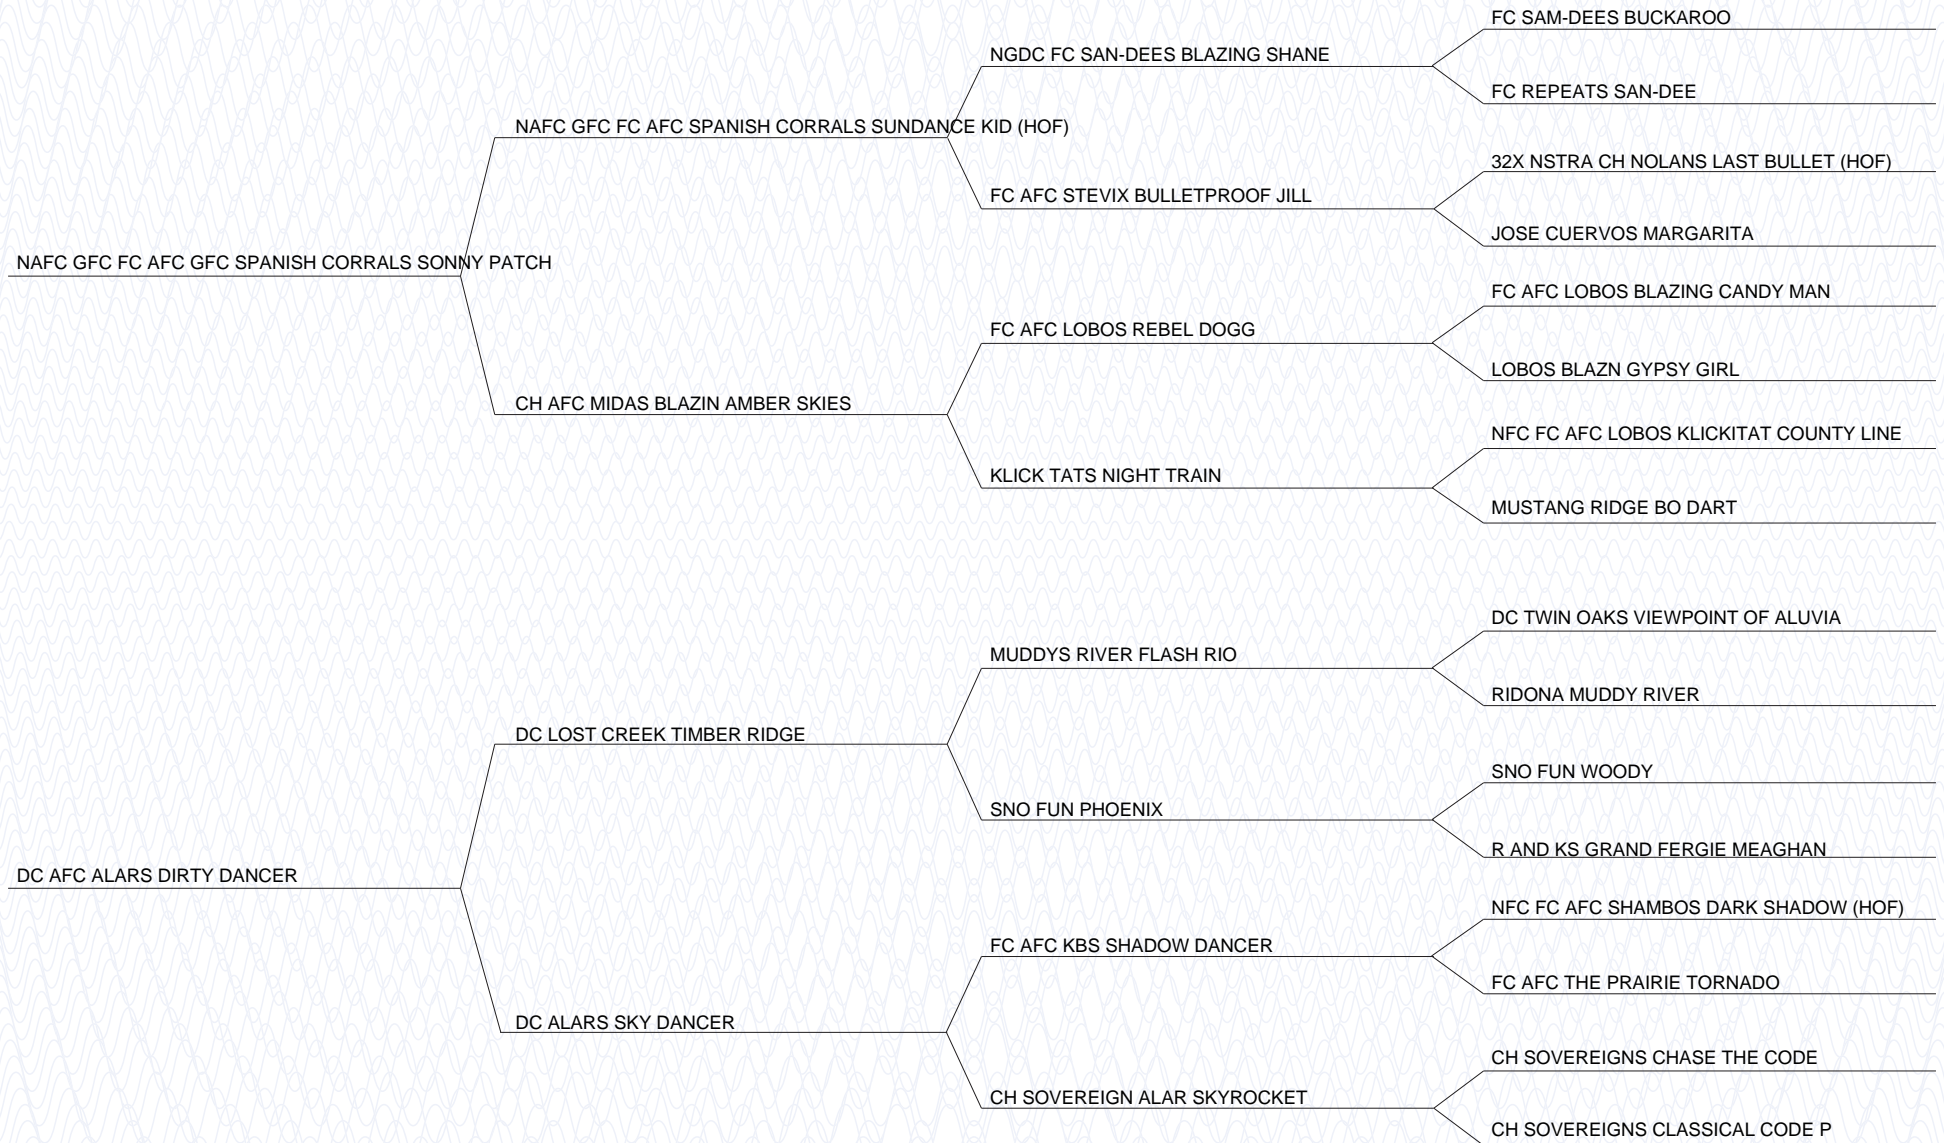 FC SAM-DEES BUCKAROO
NGDC FC SAN-DEES BLAZING SHANE
FC REPEATS SAN-DEE
NAFC GFC FC AFC SPANISH CORRALS SUNDANCE KID (HOF)
32X NSTRA CH NOLANS LAST BULLET (HOF)
FC AFC STEVIX BULLETPROOF JILL
JOSE CUERVOS MARGARITA
NAFC GFC FC AFC GFC SPANISH CORRALS SONNY PATCH
FC AFC LOBOS BLAZING CANDY MAN
FC AFC LOBOS REBEL DOGG
LOBOS BLAZN GYPSY GIRL
CH AFC MIDAS BLAZIN AMBER SKIES
NFC FC AFC LOBOS KLICKITAT COUNTY LINE
KLICK TATS NIGHT TRAIN
MUSTANG RIDGE BO DART
DC TWIN OAKS VIEWPOINT OF ALUVIA
MUDDYS RIVER FLASH RIO
RIDONA MUDDY RIVER
DC LOST CREEK TIMBER RIDGE
SNO FUN WOODY
SNO FUN PHOENIX
R AND KS GRAND FERGIE MEAGHAN
DC AFC ALARS DIRTY DANCER
NFC FC AFC SHAMBOS DARK SHADOW (HOF)
FC AFC KBS SHADOW DANCER
FC AFC THE PRAIRIE TORNADO
DC ALARS SKY DANCER
CH SOVEREIGNS CHASE THE CODE
CH SOVEREIGN ALAR SKYROCKET
CH SOVEREIGNS CLASSICAL CODE P